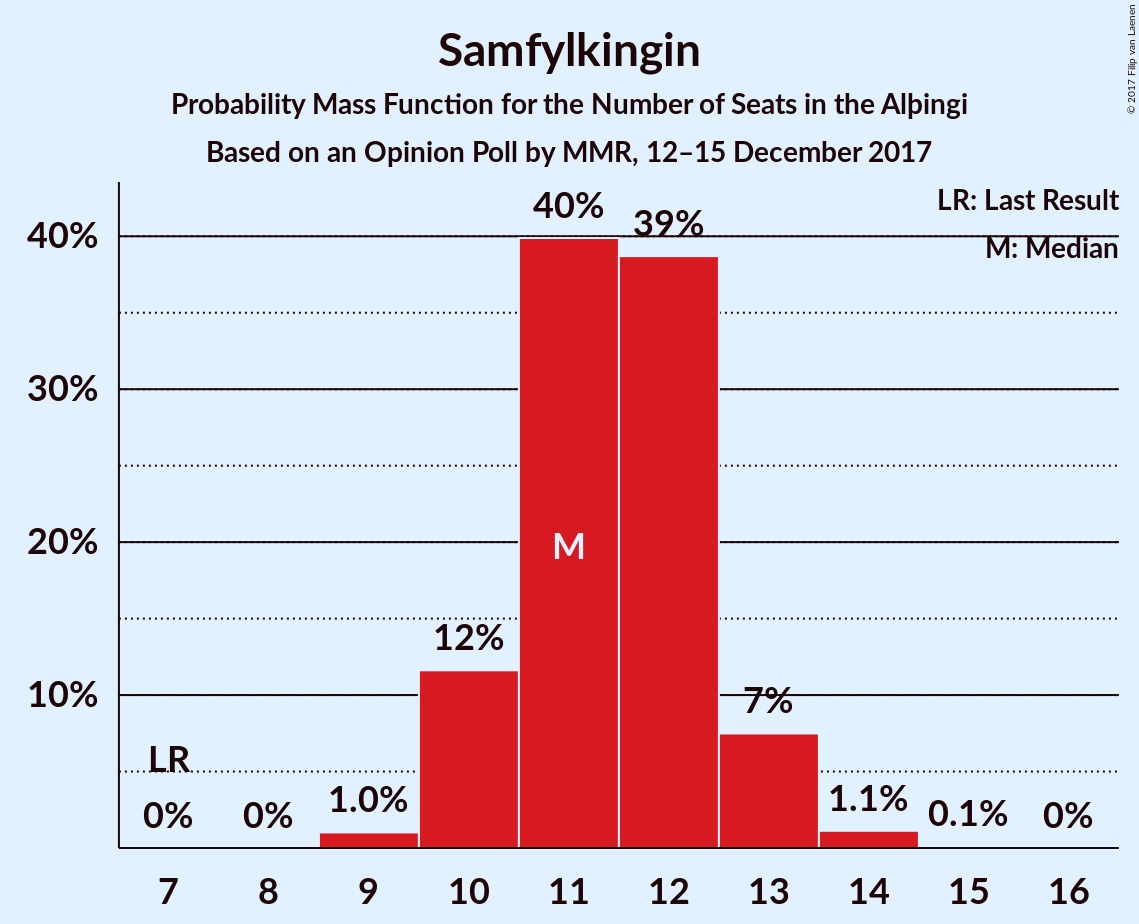 Samfylkingin
Probability Mass Function for the Number of Seats in the Alþingi
Based on an Opinion Poll by MMR, 12–15 December 2017
© 2017 Filip van Laenen
LR: Last Result
M: Median
40%
30%
20%
10%
LR
0%
0%
1.0%
12%
40%
M
39%
7%
1.1%
0.1%
0%
7 8 9 10 11 12 13 14 15 16